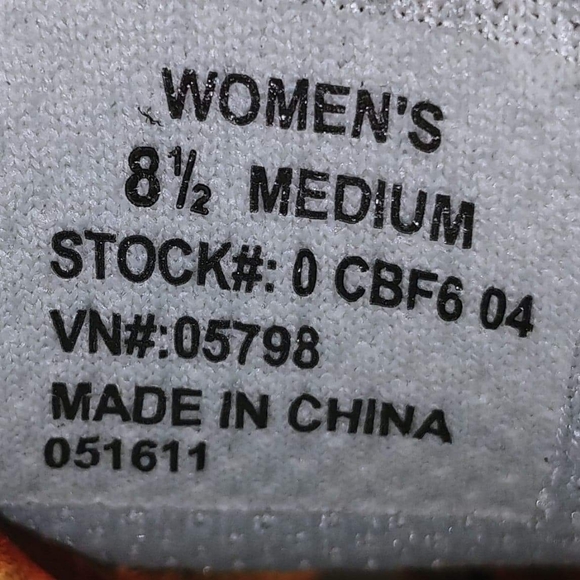 WOMEN'S
8½ MEDIUM
STOCK#: 0 CBF6 04
VN#:05798
MADE IN CHINA
051611